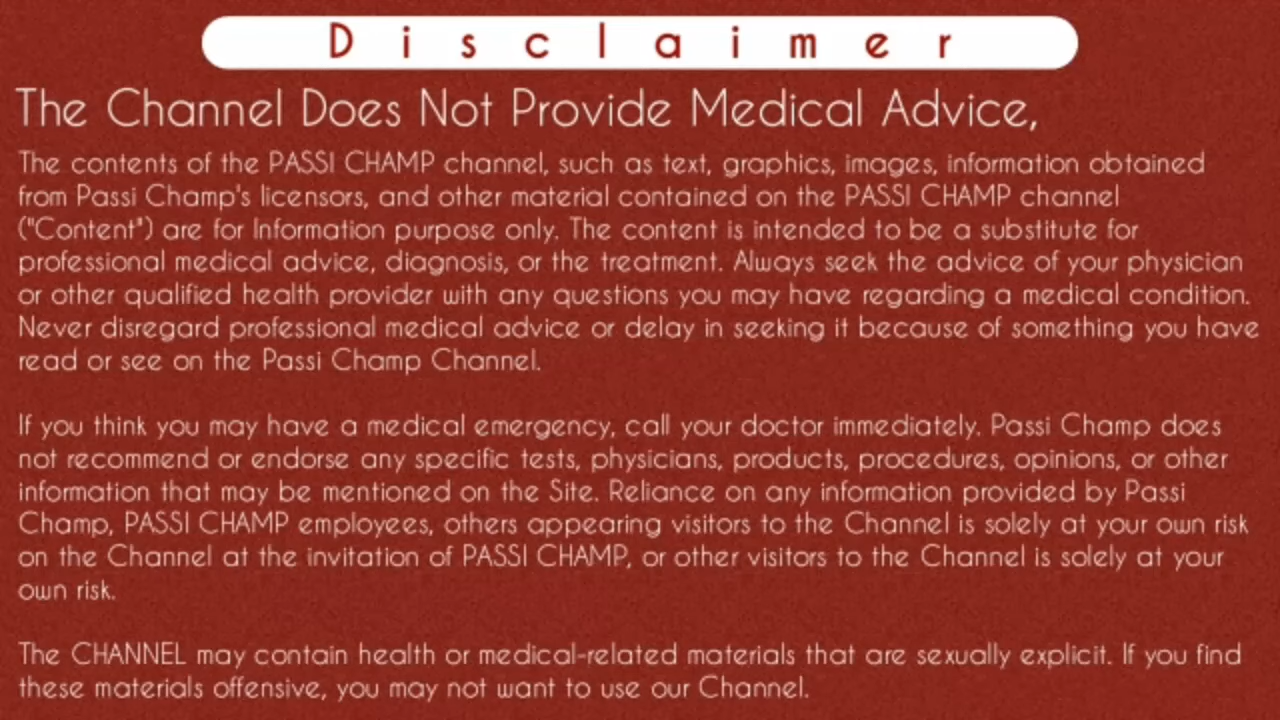 Disclaimer
The Channel Does Not Provide Medical Advice,
The contents of the PASSI CHAMP channel, such as text, graphics, images, information obtained
from Passi Champ's licensors, and other material contained on the PASSI CHAMP channel
("Content") are for Information purpose only. The content is intended to be a substitute for
professional medical advice, diagnosis, or the treatment. Always seek the advice of your physician
or other qualified health provider with any questions you may have regarding a medical condition.
Never disregard professional medical advice or delay in seeking it because of something you have
read or see on the Passi Champ Channel.
If you think you may have a medical emergency, call your doctor immediately. Passi Champ does
not recommend or endorse any specific tests, physicians, products, procedures, opinions, or other
information that may be mentioned on the Site. Reliance on any information provided by Passi
Champ, PASSI CHAMP employees, others appearing visitors to the Channel is solely at your own risk
on the Channel at the invitation of PASSI CHAMP, or other visitors to the Channel is solely at your
own risk.
The CHANNEL may contain health or medical-related materials that are sexually explicit. If you find
these materials offensive, you may not want to use our Channel.